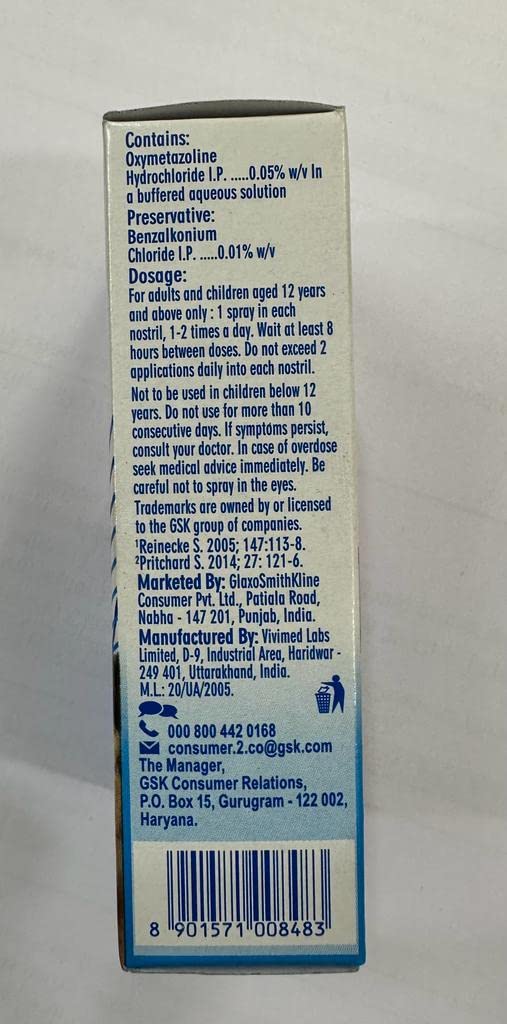 Contains:
Oxymetazoline
Hydrochloride I.P. .....0.05% w/v In
a buffered aqueous solution
Preservative:
Benzalkonium
Chloride I.P. .....0.01% w/v
Dosage:
For adults and children aged 12 years
and above only : 1 spray in each
nostril, 1-2 times a day. Wait at least 8
hours between doses. Do not exceed 2
applications daily into each nostril.
Not to be used in children below 12
years. Do not use for more than 10
consecutive days. If symptoms persist,
consult your doctor. In case of overdose
seek medical advice immediately. Be
careful not to spray in the eyes.
Trademarks are owned by or licensed
to the GSK group of companies.
¹Reinecke S. 2005; 147:113-8.
²Pritchard S. 2014; 27: 121-6.
Marketed By: GlaxoSmithKline
Consumer Pvt. Ltd., Patiala Road,
Nabha - 147 201, Punjab, India.
Manufactured By: Vivimed Labs
Limited, D-9, Industrial Area, Haridwar -
249 401, Uttarakhand, India.
M.L.: 20/UA/2005.
000 800 442 0168
consumer.2.co@gsk.com
The Manager,
GSK Consumer Relations,
P.O. Box 15, Gurugram - 122 002,
Haryana.
8 901571 008483